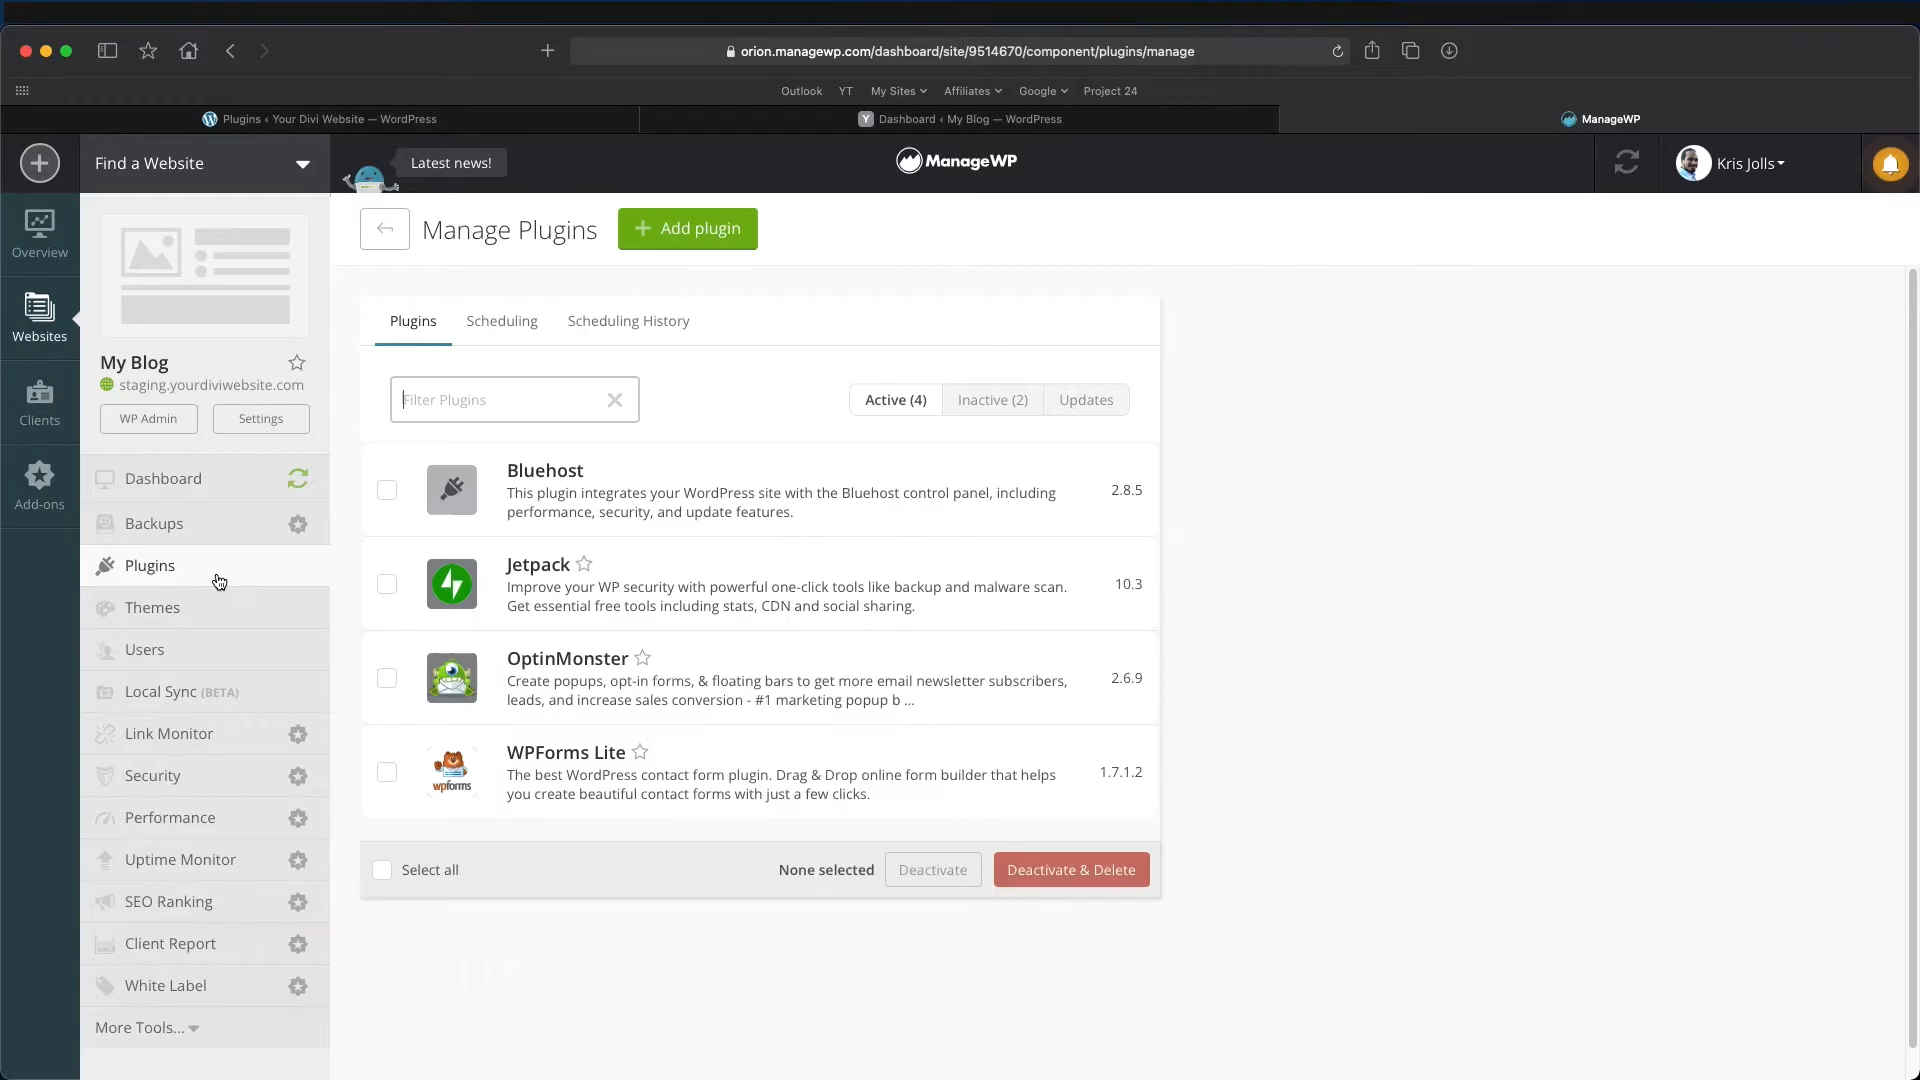 orion.managewp.com/dashboard/site/9514670/component/plugins/manage
Outlook YT My Sites Affiliates Google Project 24
Plugins ‹ Your Divi Website — WordPress
Y Dashboard ‹ My Blog — WordPress
ManageWP
Find a Website
Latest news!
ManageWP
Kris Jolls
Overview
Websites
Clients
Add-ons
My Blog
staging.yourdiviwebsite.com
WP Admin Settings
Dashboard
Backups
Plugins
Themes
Users
Local Sync (BETA)
Link Monitor
Security
Performance
Uptime Monitor
SEO Ranking
Client Report
White Label
More Tools...
Manage Plugins + Add plugin
Plugins Scheduling Scheduling History
Filter Plugins
Active (4) Inactive (2) Updates
Bluehost
This plugin integrates your WordPress site with the Bluehost control panel, including
performance, security, and update features.
2.8.5
Jetpack
Improve your WP security with powerful one-click tools like backup and malware scan.
Get essential free tools including stats, CDN and social sharing.
10.3
OptinMonster
Create popups, opt-in forms, & floating bars to get more email newsletter subscribers,
leads, and increase sales conversion - #1 marketing popup b ...
2.6.9
wpforms
WPForms Lite
The best WordPress contact form plugin. Drag & Drop online form builder that helps
you create beautiful contact forms with just a few clicks.
1.7.1.2
Select all
None selected Deactivate Deactivate & Delete